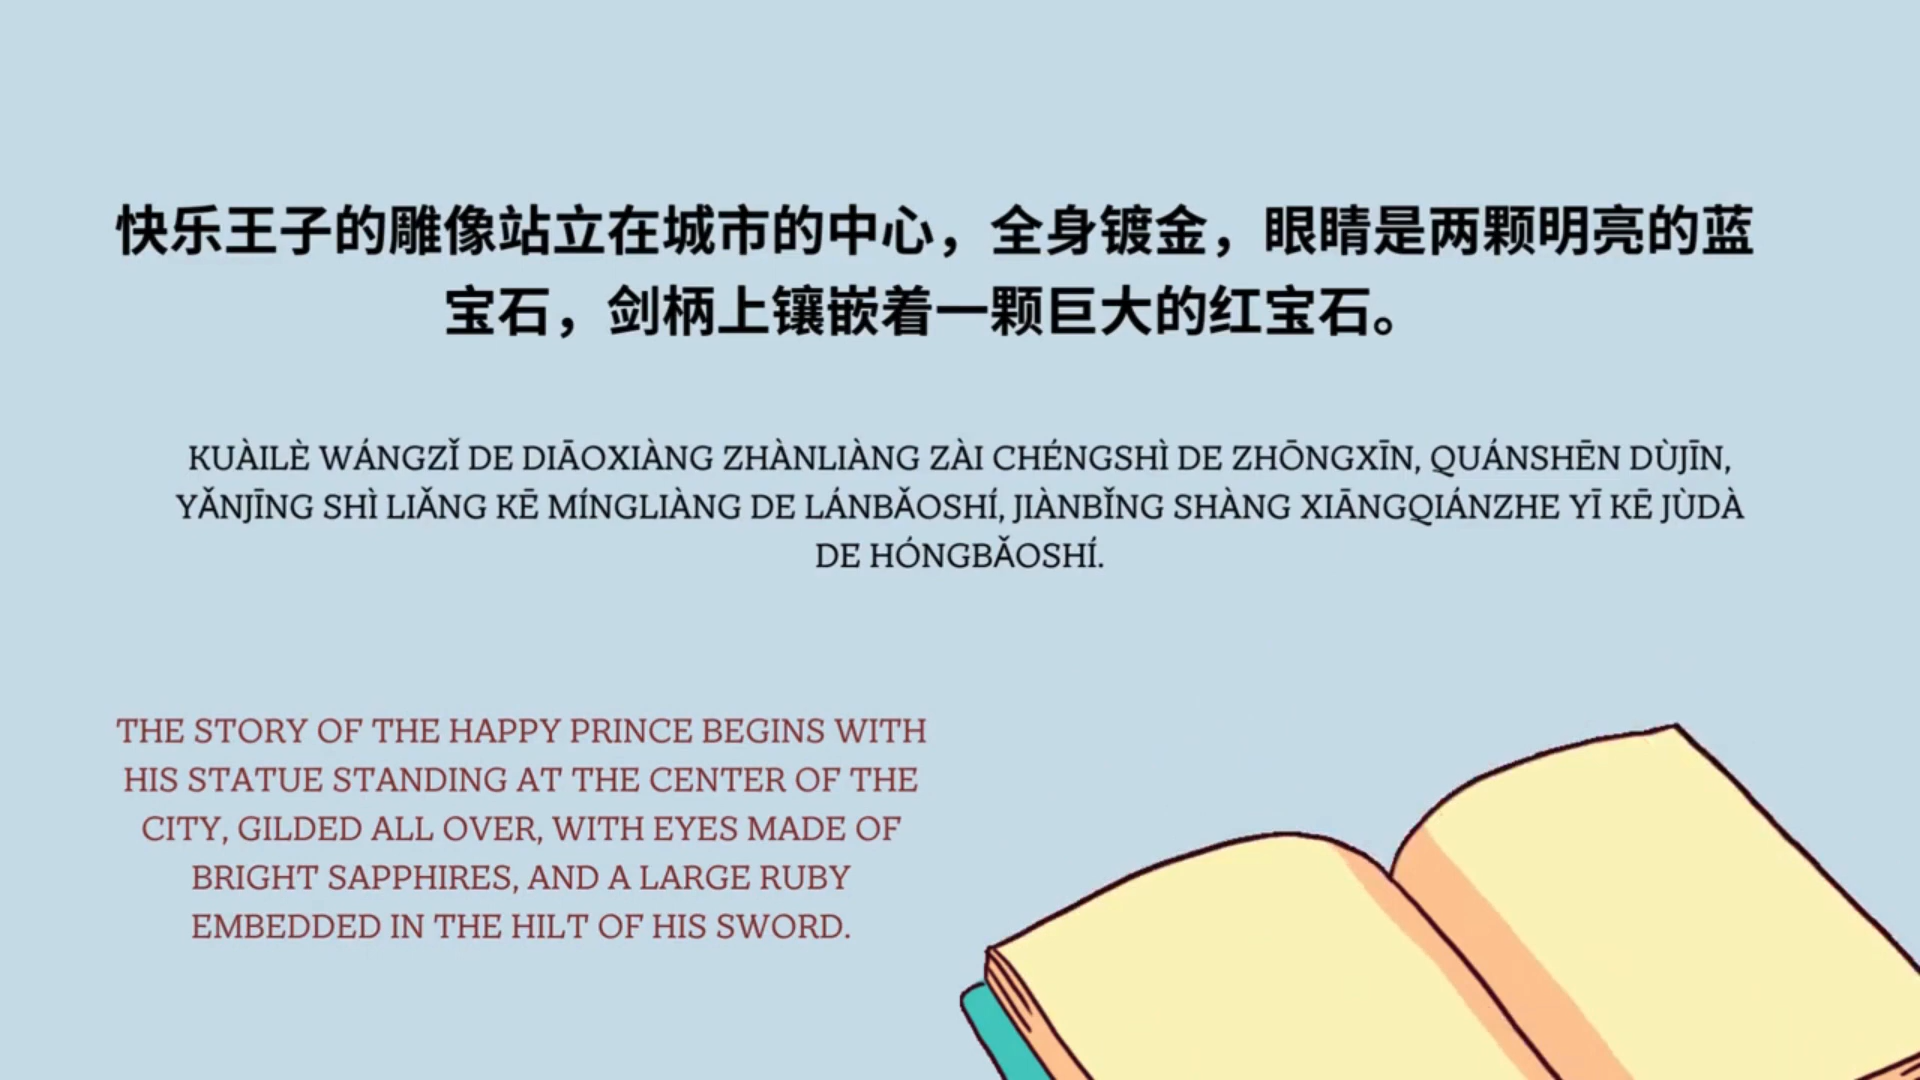 快乐王子的雕像站立在城市的中心，全身镀金，眼睛是两颗明亮的蓝
宝石，剑柄上镶嵌着一颗巨大的红宝石。
KUÀILÈ WÁNGZǏ DE DIĀOXIÀNG ZHÀNLIÀNG ZÀI CHÉNGSHÌ DE ZHŌNGXĪN, QUÁNSHĒN DÙJĪN,
YǍNJĪNG SHÌ LIǍNG KĒ MÍNGLIÀNG DE LÁNBǍOSHÍ, JIÀNBǏNG SHÀNG XIĀNGQIÁNZHE YĪ KĒ JÙDÀ
DE HÓNGBǍOSHÍ.
THE STORY OF THE HAPPY PRINCE BEGINS WITH
HIS STATUE STANDING AT THE CENTER OF THE
CITY, GILDED ALL OVER, WITH EYES MADE OF
BRIGHT SAPPHIRES, AND A LARGE RUBY
EMBEDDED IN THE HILT OF HIS SWORD.